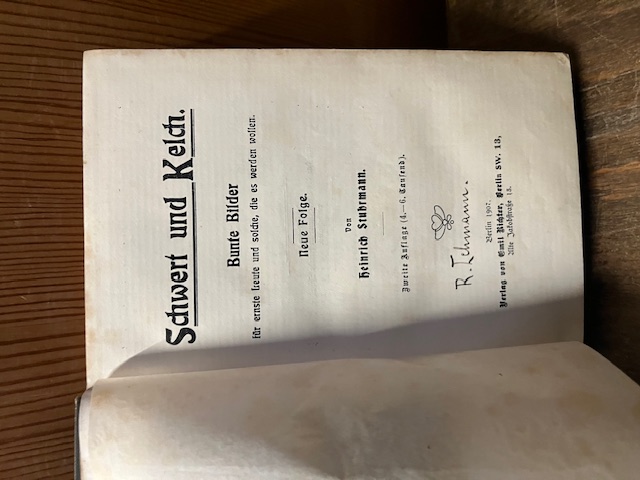 Schwert und Kelch.
Bunte Bilder
für ernste Leute und solche, die es werden wollen.
Neue Folge.
Von
Heinrich Stuhrmann.
Zweite Auflage (4.–6. Tausend).
R. Lehmann.
Berlin 1907.
Verlag von Emil Richter, Berlin SW. 13,
Alte Jakobstraße 13.